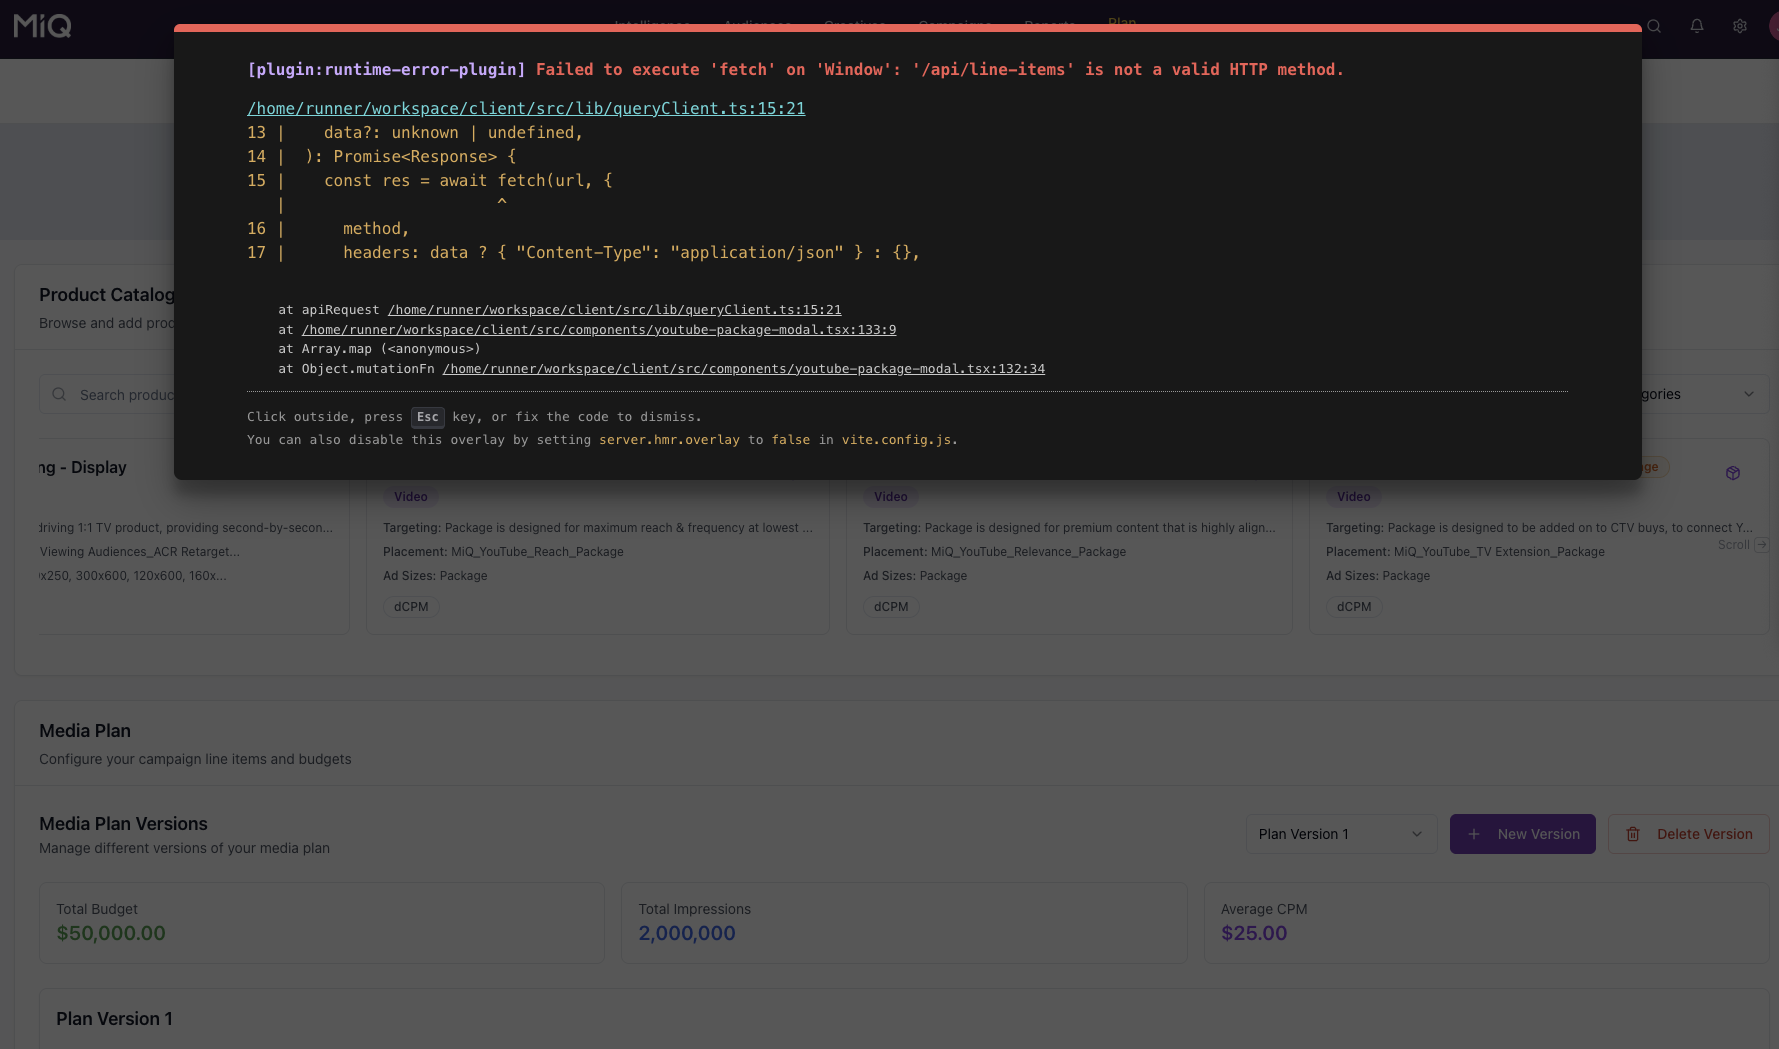 MiQ
Plan
[plugin:runtime-error-plugin] Failed to execute 'fetch' on 'Window': '/api/line-items' is not a valid HTTP method.
/home/runner/workspace/client/src/lib/queryClient.ts:15:21
13 |    data?: unknown | undefined,
14 |  ): Promise<Response> {
15 |    const res = await fetch(url, {
|                      ^
16 |      method,
17 |      headers: data ? { "Content-Type": "application/json" } : {},
at apiRequest /home/runner/workspace/client/src/lib/queryClient.ts:15:21
at /home/runner/workspace/client/src/components/youtube-package-modal.tsx:133:9
at Array.map (<anonymous>)
at Object.mutationFn /home/runner/workspace/client/src/components/youtube-package-modal.tsx:132:34
Click outside, press Esc key, or fix the code to dismiss.
You can also disable this overlay by setting server.hmr.overlay to false in vite.config.js.
Product Catalog
Browse and add prod
Search produc
gories
ng - Display
ge
Video
Video
Video
driving 1:1 TV product, providing second-by-secon...
Targeting: Package is designed for maximum reach & frequency at lowest ...
Targeting: Package is designed for premium content that is highly align...
Targeting: Package is designed to be added on to CTV buys, to connect Y...
Viewing Audiences_ACR Retarget...
Placement: MiQ_YouTube_Reach_Package
Placement: MiQ_YouTube_Relevance_Package
Placement: MiQ_YouTube_TV Extension_Package
Scroll
x250, 300x600, 120x600, 160x...
Ad Sizes: Package
Ad Sizes: Package
Ad Sizes: Package
dCPM
dCPM
dCPM
Media Plan
Configure your campaign line items and budgets
Media Plan Versions
Manage different versions of your media plan
Plan Version 1
New Version
Delete Version
Total Budget
$50,000.00
Total Impressions
2,000,000
Average CPM
$25.00
Plan Version 1